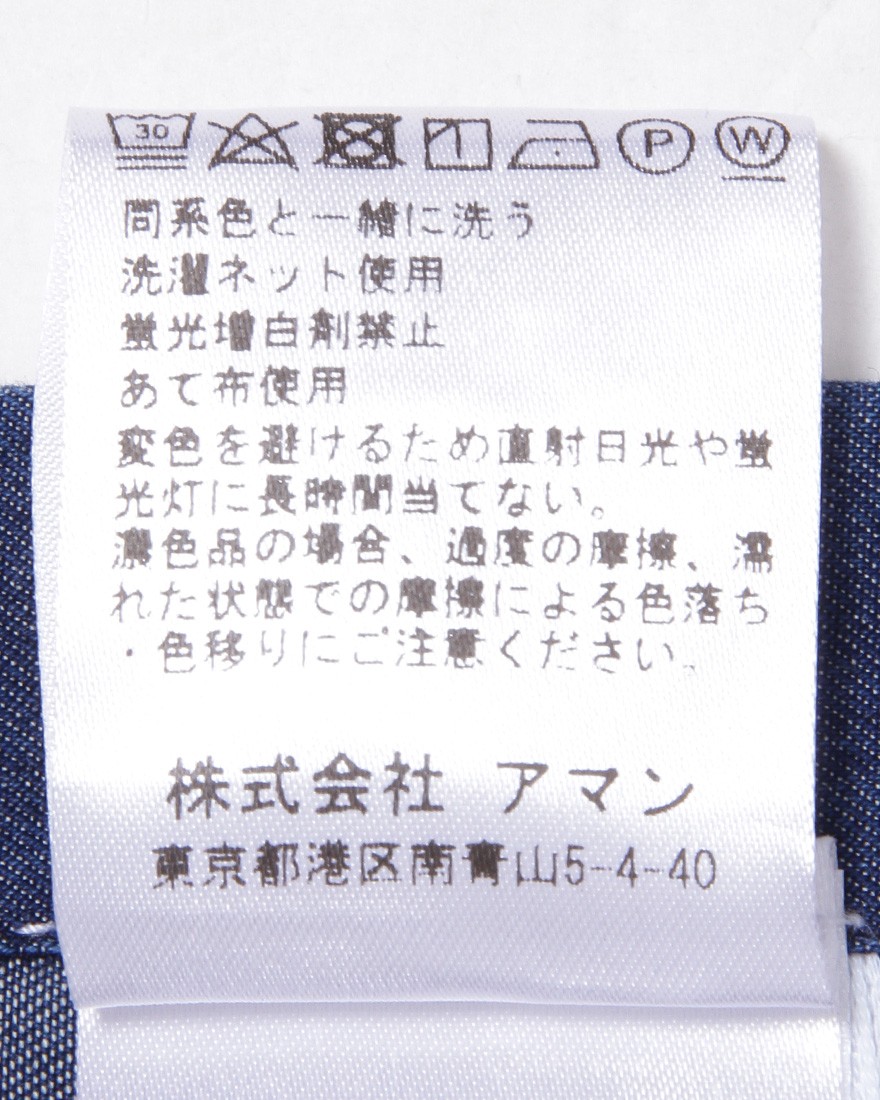 30 P W
同系色と一緒に洗う
洗濯ネット使用
蛍光増白剤禁止
あて布使用
変色を避けるため直射日光や蛍
光灯に長時間当てない。
濃色品の場合、過度の摩擦、濡
れた状態での摩擦による色落ち
・色移りにご注意ください。
株式会社 アマン
東京都港区南青山5-4-40